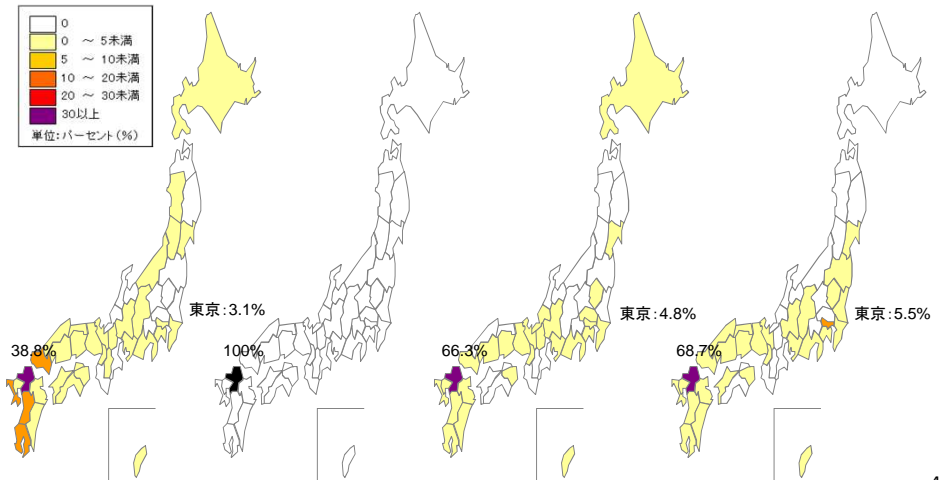 0
0 ～ 5未満
5 ～ 10未満
10 ～ 20未満
20 ～ 30未満
30以上
単位：パーセント（%）
東京：3.1%
38.8%
100%
東京：4.8%
66.3%
東京：5.5%
68.7%